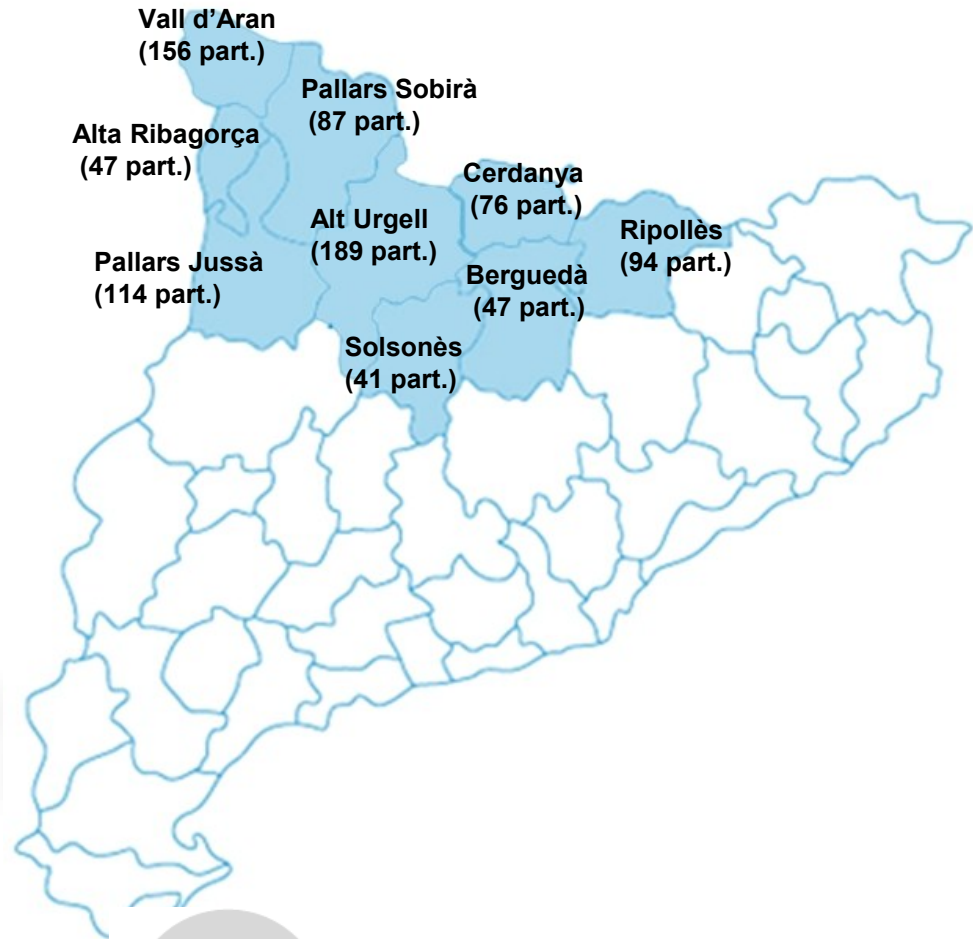 Vall d’Aran
(156 part.)
Pallars Sobirà
(87 part.)
Alta Ribagorça
(47 part.)
Cerdanya
(76 part.)
Alt Urgell
(189 part.)
Ripollès
(94 part.)
Pallars Jussà
(114 part.)
Berguedà
(47 part.)
Solsonès
(41 part.)